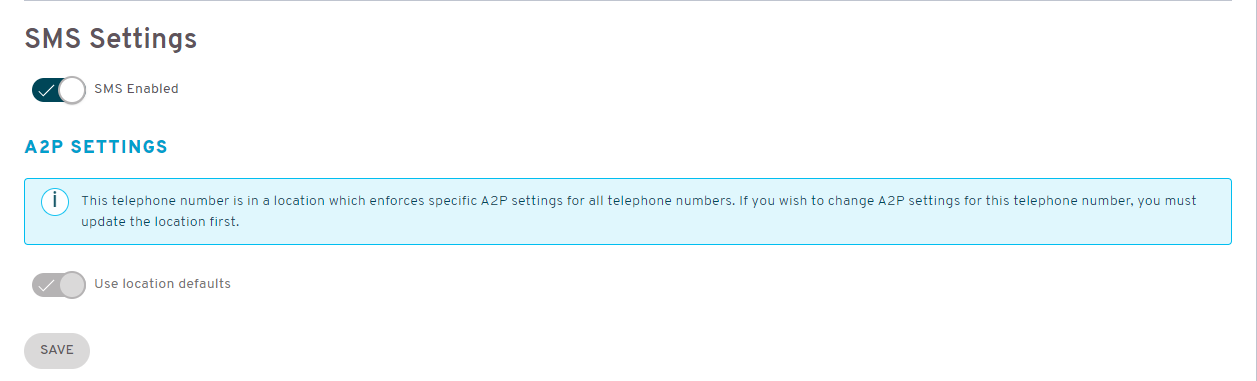 SMS Settings
SMS Enabled
A2P SETTINGS
This telephone number is in a location which enforces specific A2P settings for all telephone numbers. If you wish to change A2P settings for this telephone number, you must
update the location first.
Use location defaults
SAVE